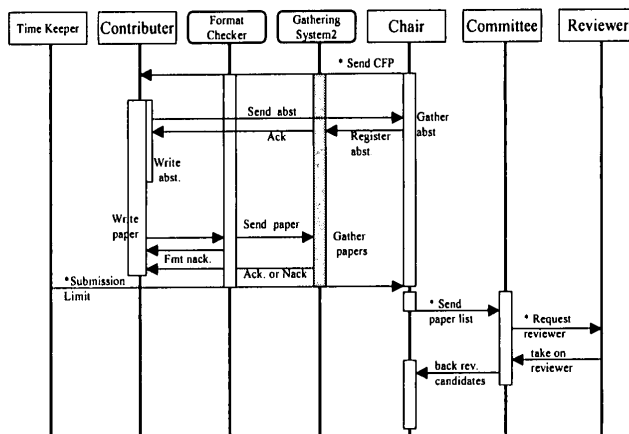 Time Keeper
Contributer
Format
Checker
Gathering
System2
Chair
Committee
Reviewer
* Send CFP
Send abst
Gather
abst
Ack
Register
abst
Write
abst.
Write
paper
Send paper
Gather
papers
Fmt nack.
Ack. or Nack
*Submission
Limit
* Send
paper list
* Request
reviewer
take on
reviewer
back rev.
candidates